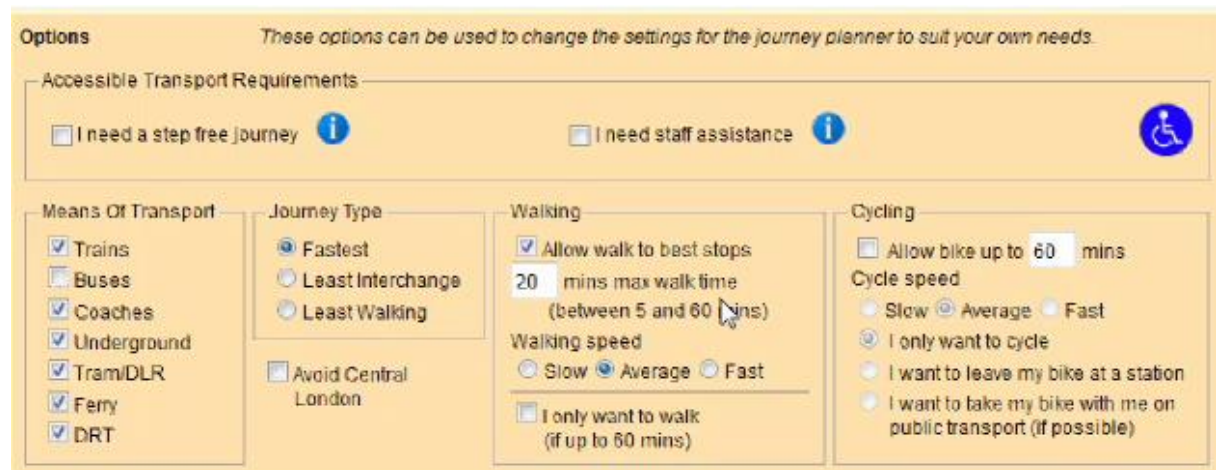 Options These options can be used to change the settings for the journey planner to suit your own needs.
Accessible Transport Requirements
I need a step free journey
I need staff assistance
Means Of Transport
Trains
Buses
Coaches
Underground
Tram/DLR
Ferry
DRT
Journey Type
Fastest
Least Interchange
Least Walking
Avoid Central
London
Walking
Allow walk to best stops
20 mins max walk time
(between 5 and 60 mins)
Walking speed
Slow Average Fast
I only want to walk
(if up to 60 mins)
Cycling
Allow bike up to 60 mins
Cycle speed
Slow Average Fast
I only want to cycle
I want to leave my bike at a station
I want to take my bike with me on
public transport (if possible)